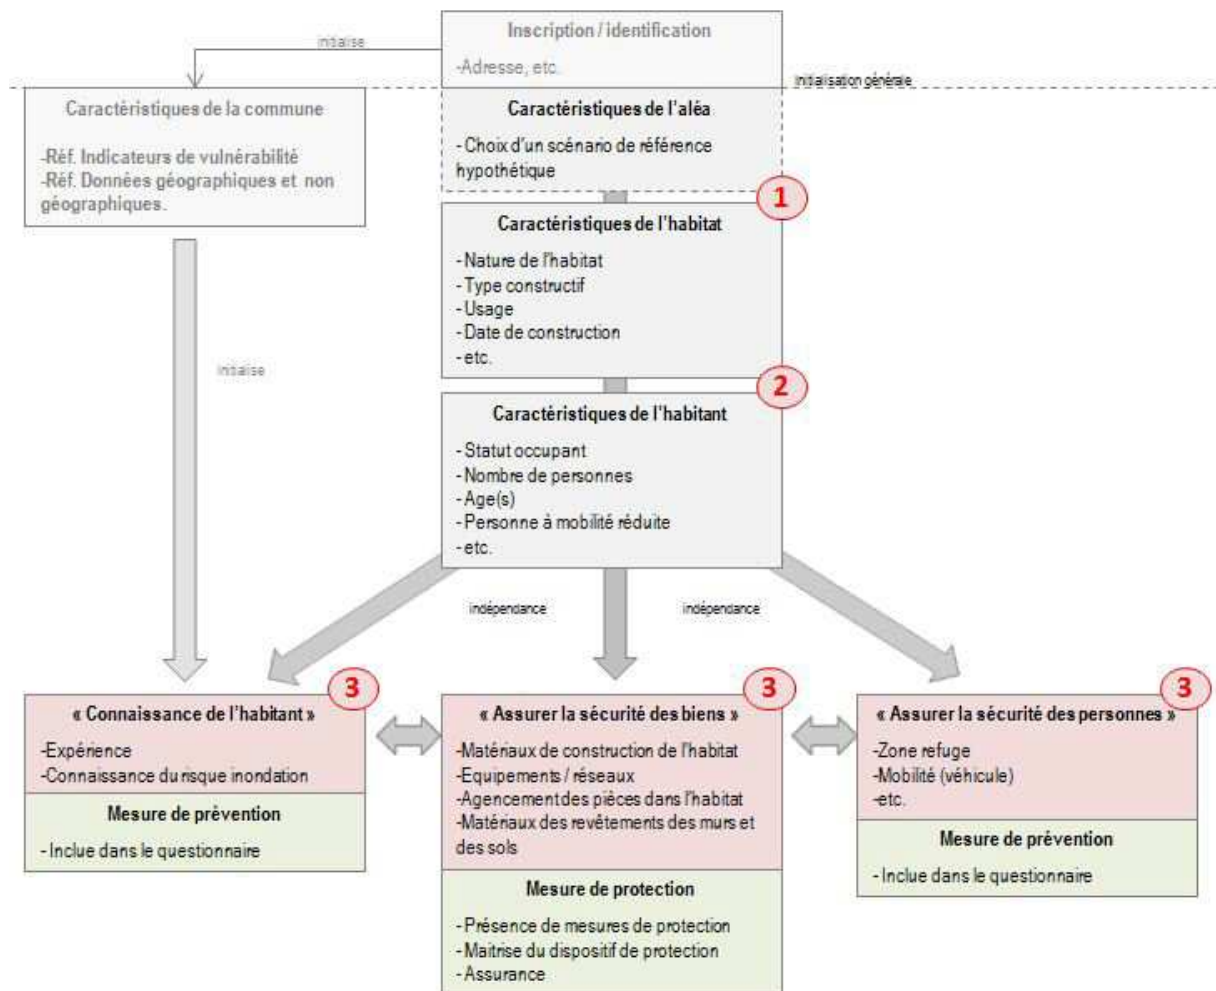 Inscription / identification
initialise
-Adresse, etc.
Initialisation générale
Caractéristiques de la commune
-Réf. Indicateurs de vulnérabilité
-Réf. Données géographiques et non
géographiques.
Caractéristiques de l'aléa
- Choix d'un scénario de référence
hypothétique
1
Caractéristiques de l'habitat
- Nature de l'habitat
- Type constructif
- Usage
- Date de construction
- etc.
Initialise
2
Caractéristiques de l'habitant
- Statut occupant
- Nombre de personnes
- Age(s)
- Personne à mobilité réduite
- etc.
indépendance
indépendance
3
« Connaissance de l'habitant »
-Expérience
-Connaissance du risque inondation
Mesure de prévention
- Inclue dans le questionnaire
3
« Assurer la sécurité des biens »
-Matériaux de construction de l'habitat
-Equipements / réseaux
-Agencement des pièces dans l'habitat
-Matériaux des revêtements des murs et
des sols
Mesure de protection
- Présence de mesures de protection
- Maitrise du dispositif de protection
- Assurance
3
« Assurer la sécurité des personnes »
-Zone refuge
-Mobilité (véhicule)
-etc.
Mesure de prévention
- Inclue dans le questionnaire